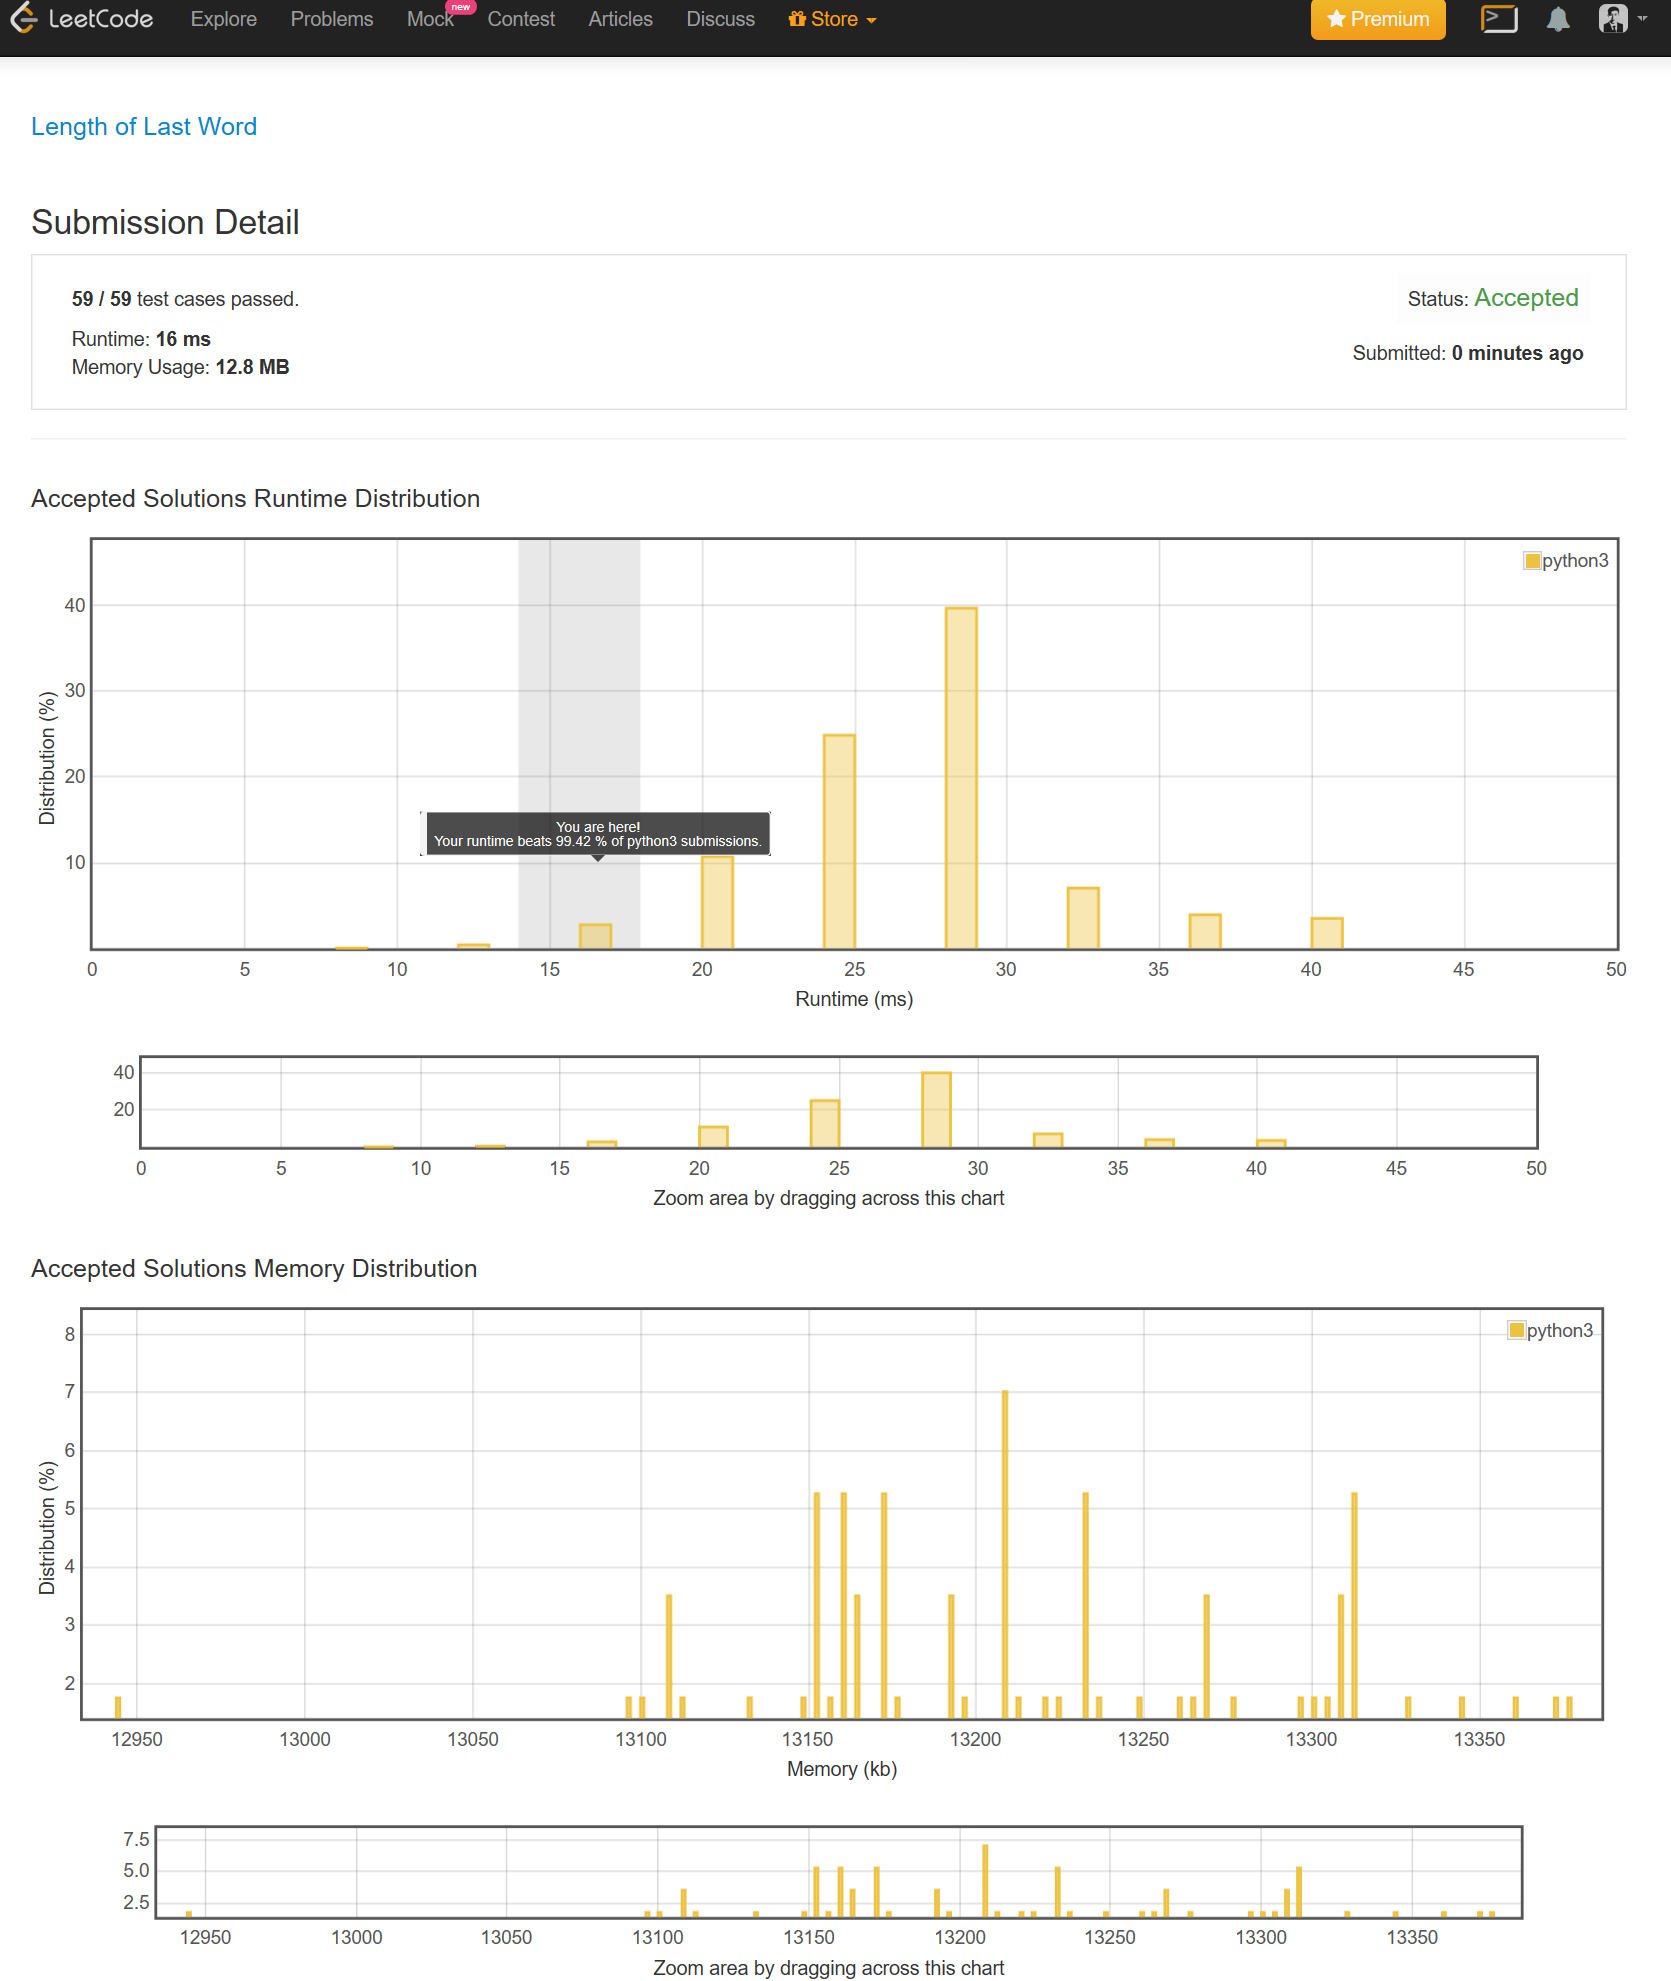 LeetCode Explore Problems Mock new Contest Articles Discuss Store Premium
Length of Last Word
Submission Detail
59 / 59 test cases passed.
Status: Accepted
Runtime: 16 ms
Submitted: 0 minutes ago
Memory Usage: 12.8 MB
Accepted Solutions Runtime Distribution
python3
40
30
20
10
Distribution (%)
You are here!
Your runtime beats 99.42 % of python3 submissions.
0 5 10 15 20 25 30 35 40 45 50
Runtime (ms)
40
20
0 5 10 15 20 25 30 35 40 45 50
Zoom area by dragging across this chart
Accepted Solutions Memory Distribution
python3
8
7
6
5
4
3
2
Distribution (%)
12950 13000 13050 13100 13150 13200 13250 13300 13350
Memory (kb)
7.5
5.0
2.5
12950 13000 13050 13100 13150 13200 13250 13300 13350
Zoom area by dragging across this chart